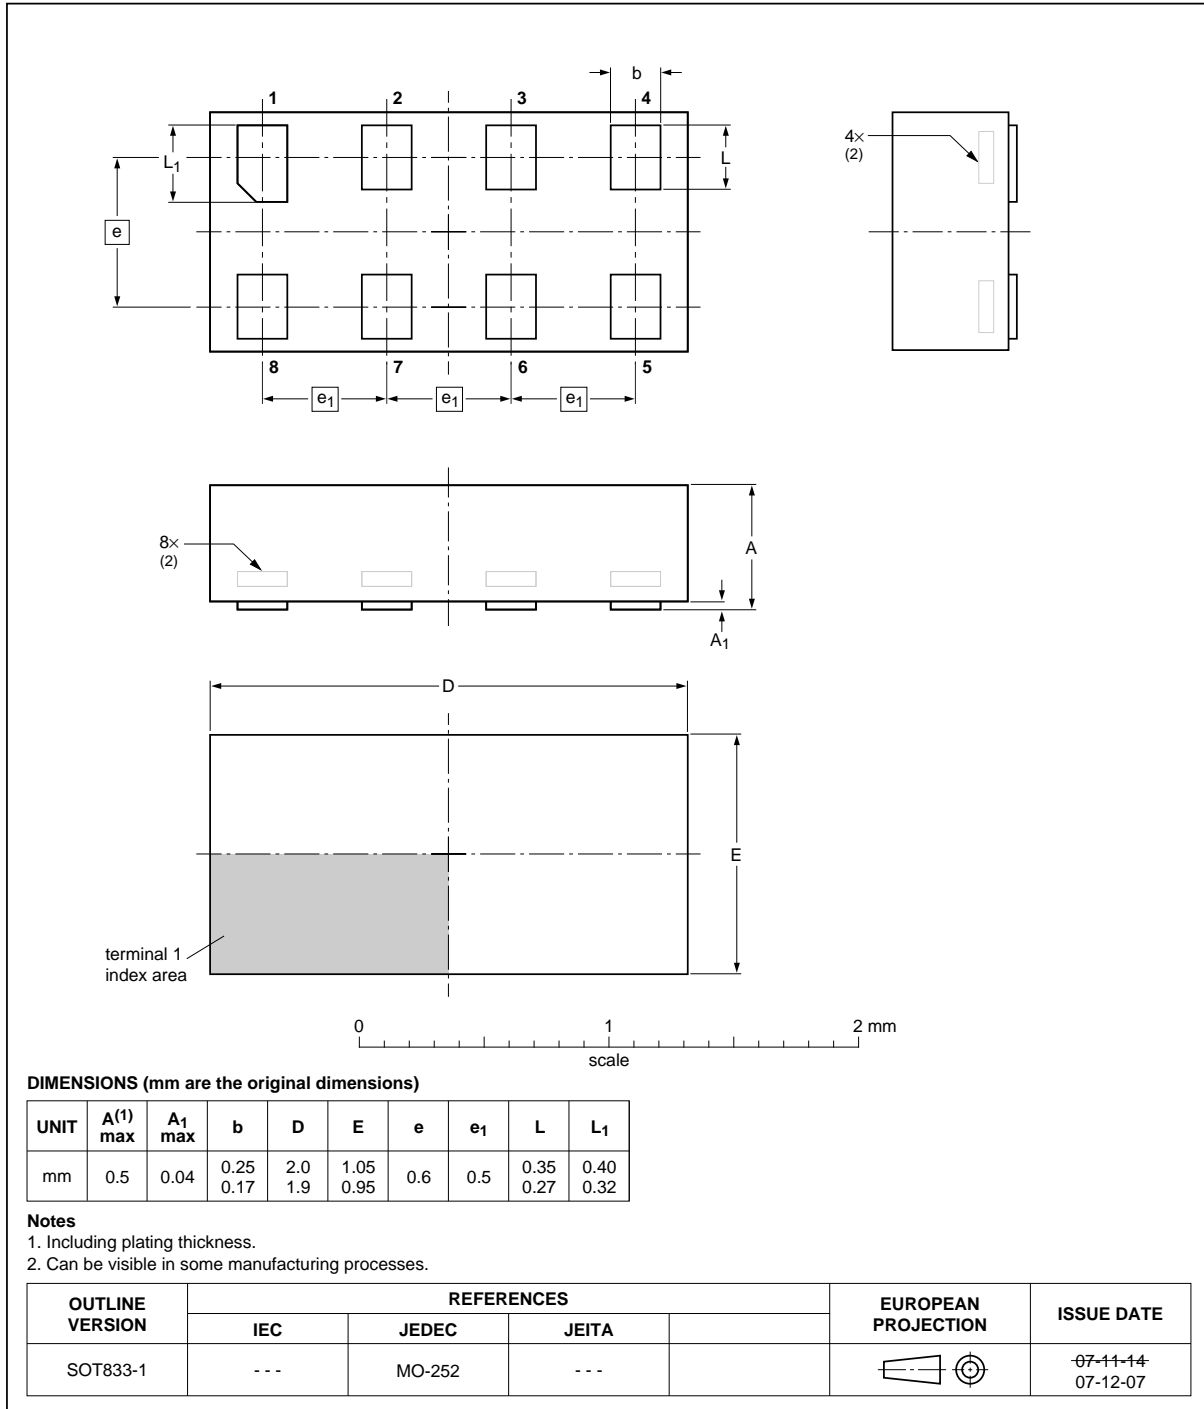 b
1 2 3 4
L1
L
4×
(2)
e
8 7 6 5
e1 e1 e1
8×
(2)
A
A1
D
E
terminal 1
index area
0 1 2 mm
scale
DIMENSIONS (mm are the original dimensions)
UNIT A(1) max A1 max b D E e e1 L L1
mm 0.5 0.04 0.25 0.17 2.0 1.9 1.05 0.95 0.6 0.5 0.35 0.27 0.40 0.32
Notes
1. Including plating thickness.
2. Can be visible in some manufacturing processes.
OUTLINE VERSION REFERENCES EUROPEAN PROJECTION ISSUE DATE
IEC JEDEC JEITA
SOT833-1 - - - MO-252 - - - 07-11-14
07-12-07